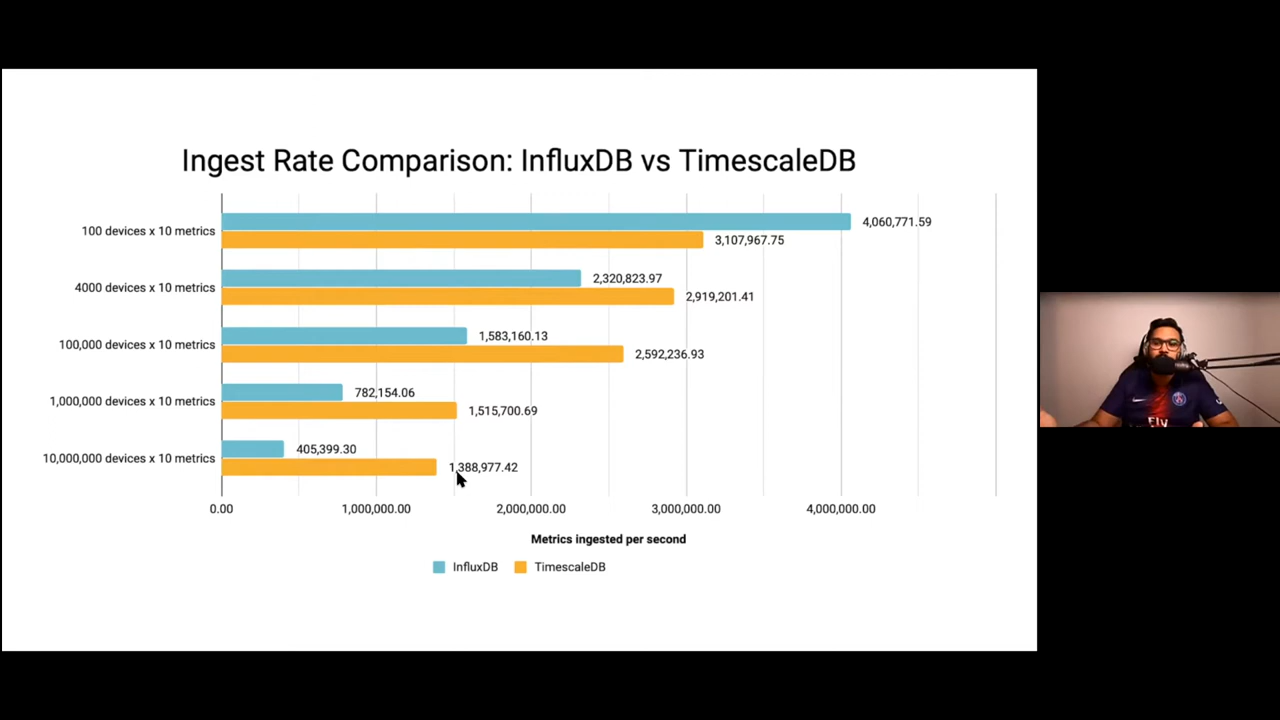 Ingest Rate Comparison: InfluxDB vs TimescaleDB
100 devices x 10 metrics
4,060,771.59
3,107,967.75
4000 devices x 10 metrics
2,320,823.97
2,919,201.41
100,000 devices x 10 metrics
1,583,160.13
2,592,236.93
1,000,000 devices x 10 metrics
782,154.06
1,515,700.69
10,000,000 devices x 10 metrics
405,399.30
1,388,977.42
0.00 1,000,000.00 2,000,000.00 3,000,000.00 4,000,000.00
Metrics ingested per second
InfluxDB TimescaleDB